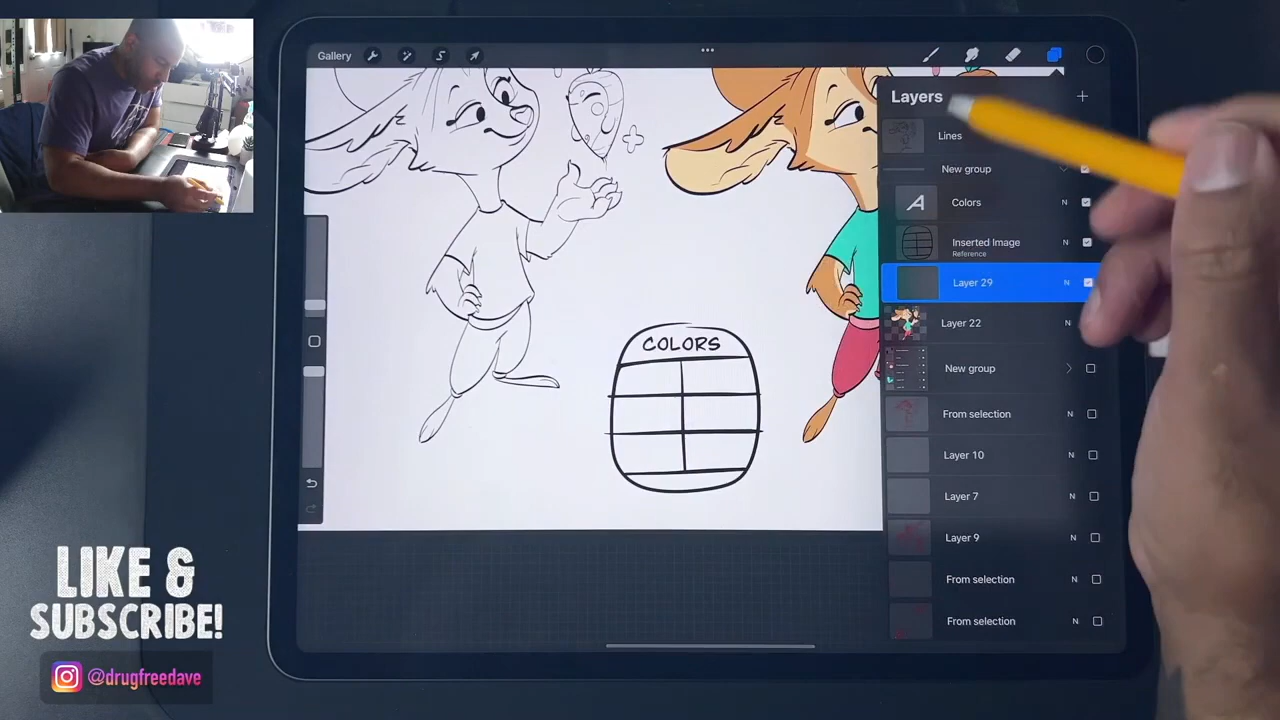 Gallery
Layers
Lines
New group
Colors
N
Inserted Image
Reference
N
Layer 29
N
Layer 22
N
New group
From selection
N
Layer 10
N
Layer 7
N
Layer 9
N
From selection
N
From selection
N
COLORS
LIKE &
SUBSCRIBE!
@drugfreedave